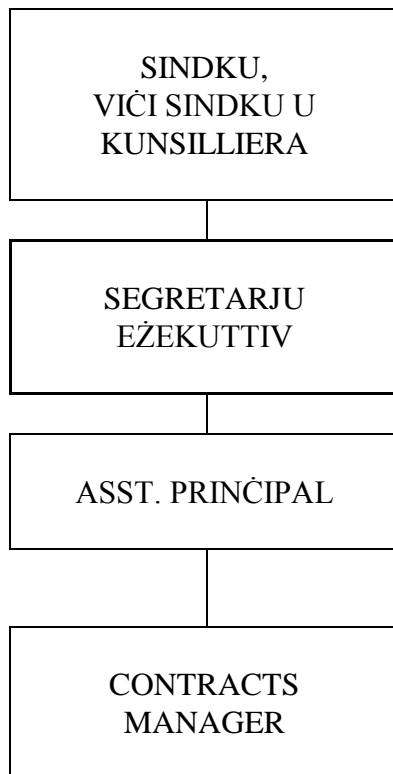 SINDKU,
VIĊI SINDKU U
KUNSILLIERA
SEGRETARJU
EŻEKUTTIV
ASST. PRINĊIPAL
CONTRACTS
MANAGER